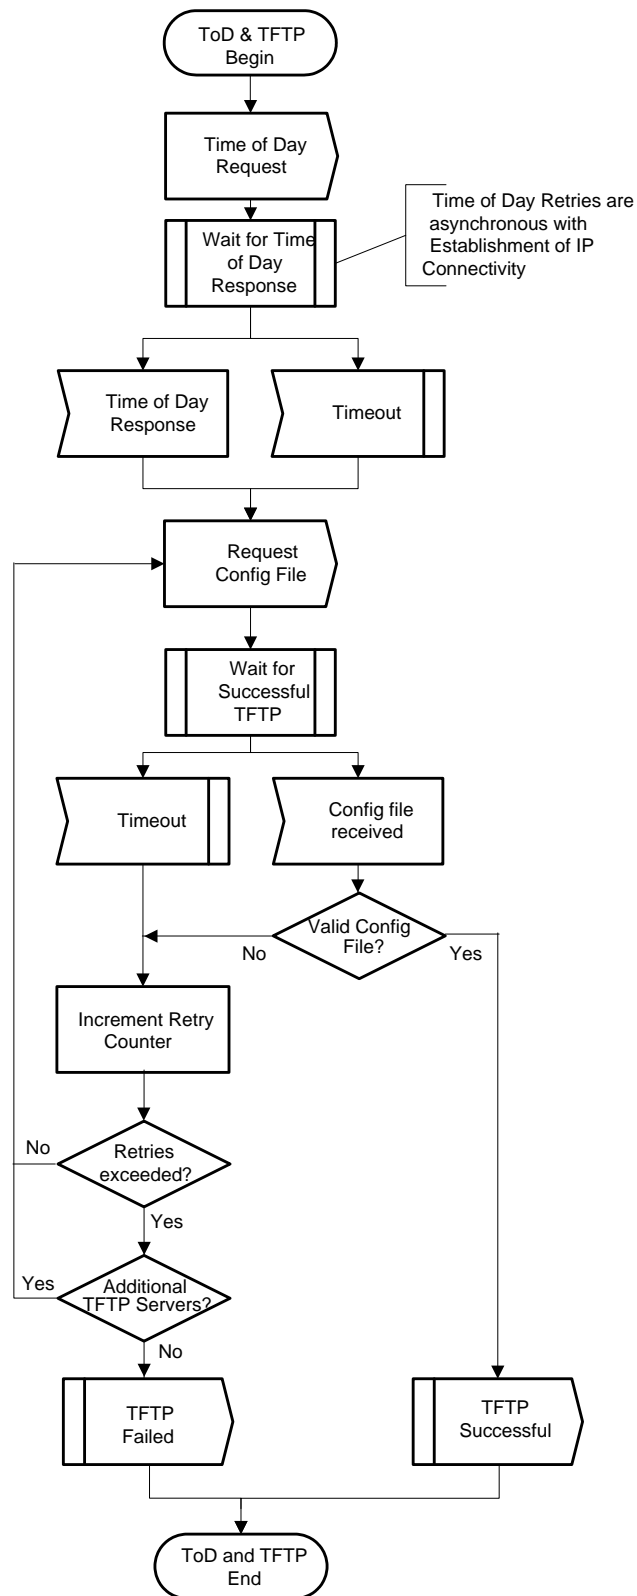 ToD & TFTP
Begin
Time of Day
Request
Time of Day Retries are
asynchronous with
Establishment of IP
Connectivity
Wait for Time
of Day
Response
Time of Day
Response
Timeout
Request
Config File
Wait for
Successful
TFTP
Timeout
Config file
received
Valid Config
File?
No
Yes
Increment Retry
Counter
Retries
exceeded?
No
Yes
Additional
TFTP Servers?
Yes
No
TFTP
Failed
TFTP
Successful
ToD and TFTP
End